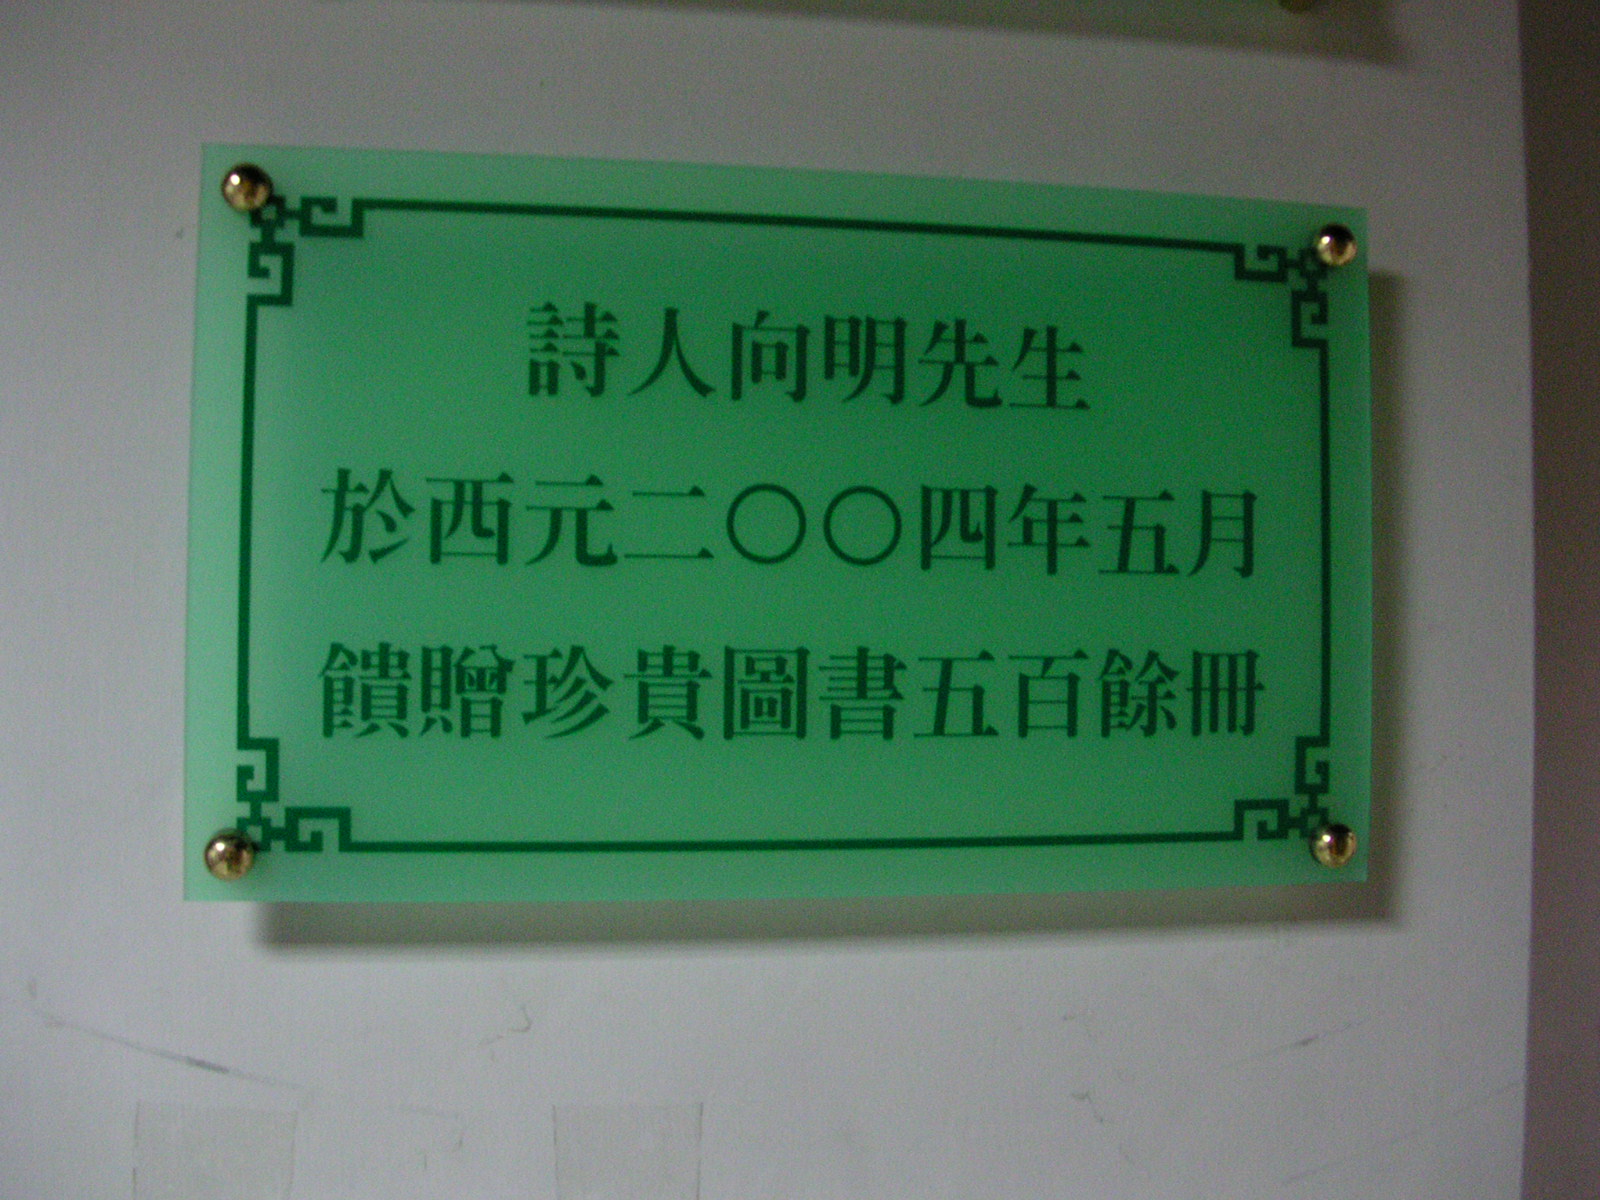 詩人向明先生
於西元二〇〇四年五月
饋贈珍貴圖書五百餘冊